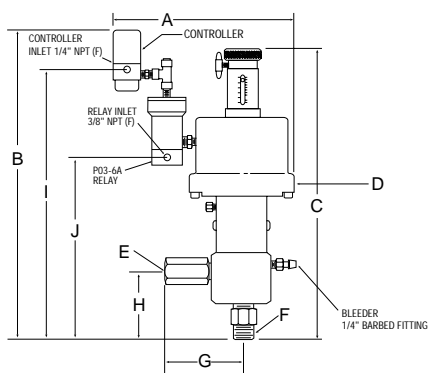 A
CONTROLLER
INLET 1/4" NPT (F)
CONTROLLER
RELAY INLET
3/8" NPT (F)
P03-6A
RELAY
B
I
J
C
D
E
H
F
G
BLEEDER
1/4" BARBED FITTING